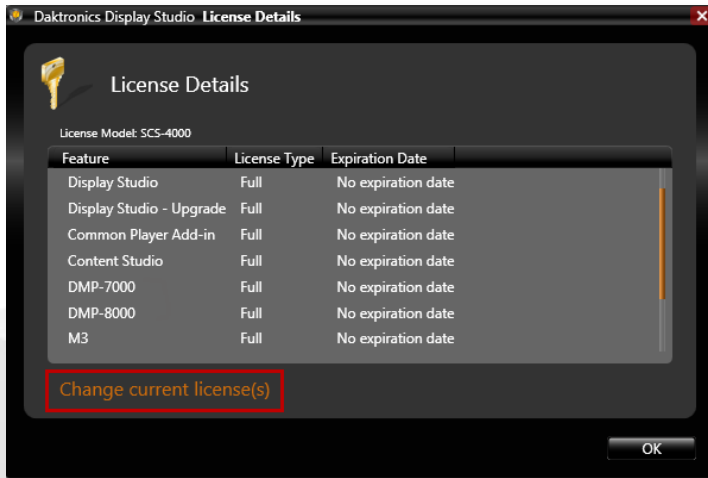 Daktronics Display Studio License Details
License Details
License Model: SCS-4000
Feature License Type Expiration Date
Display Studio Full No expiration date
Display Studio - Upgrade Full No expiration date
Common Player Add-in Full No expiration date
Content Studio Full No expiration date
DMP-7000 Full No expiration date
DMP-8000 Full No expiration date
M3 Full No expiration date
Change current license(s)
OK